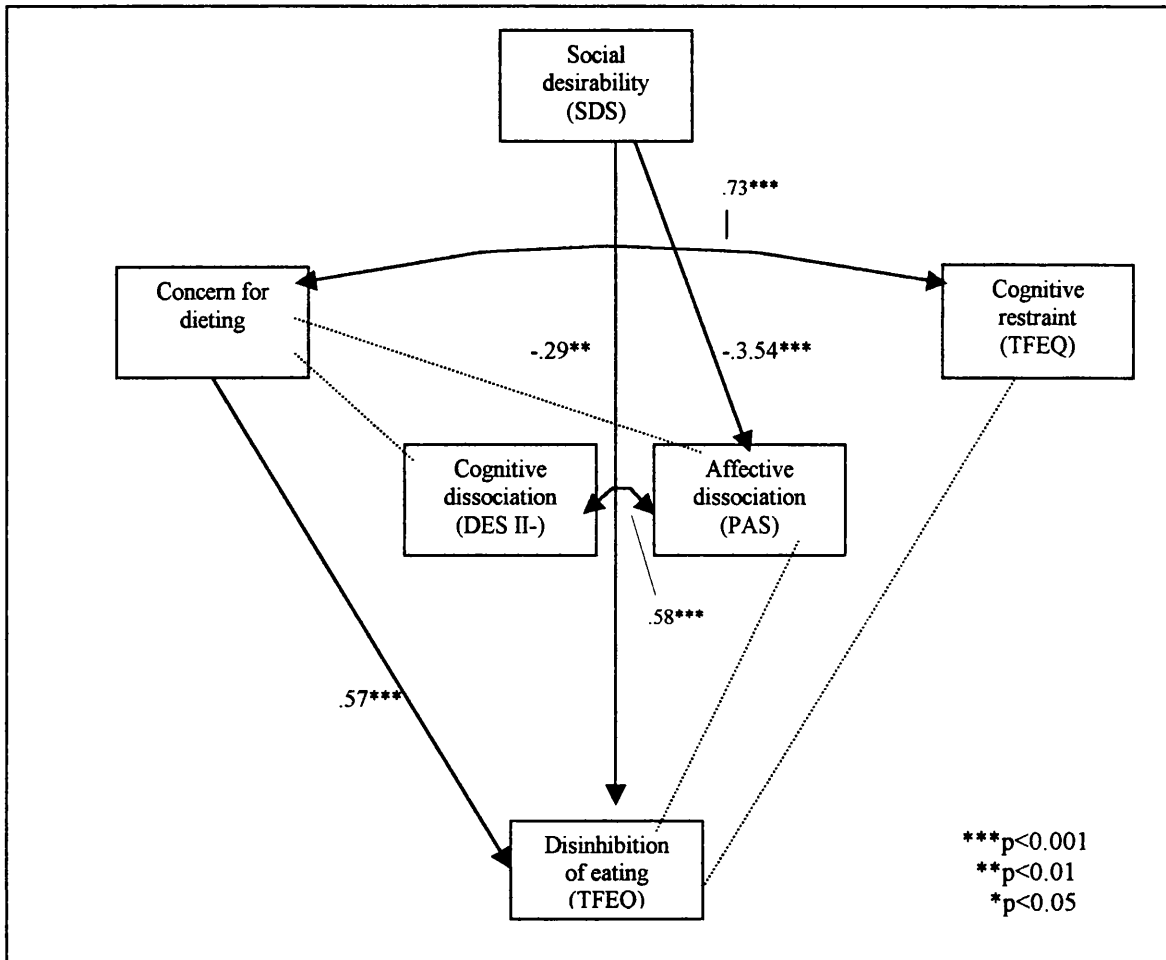 Social
desirability
(SDS)
.73***
Concern for
dieting
Cognitive
restraint
(TFEQ)
-.29**
-.3.54***
Cognitive
dissociation
(DES II-)
Affective
dissociation
(PAS)
.58***
.57***
Disinhibition
of eating
(TFEQ)
***p<0.001
**p<0.01
*p<0.05